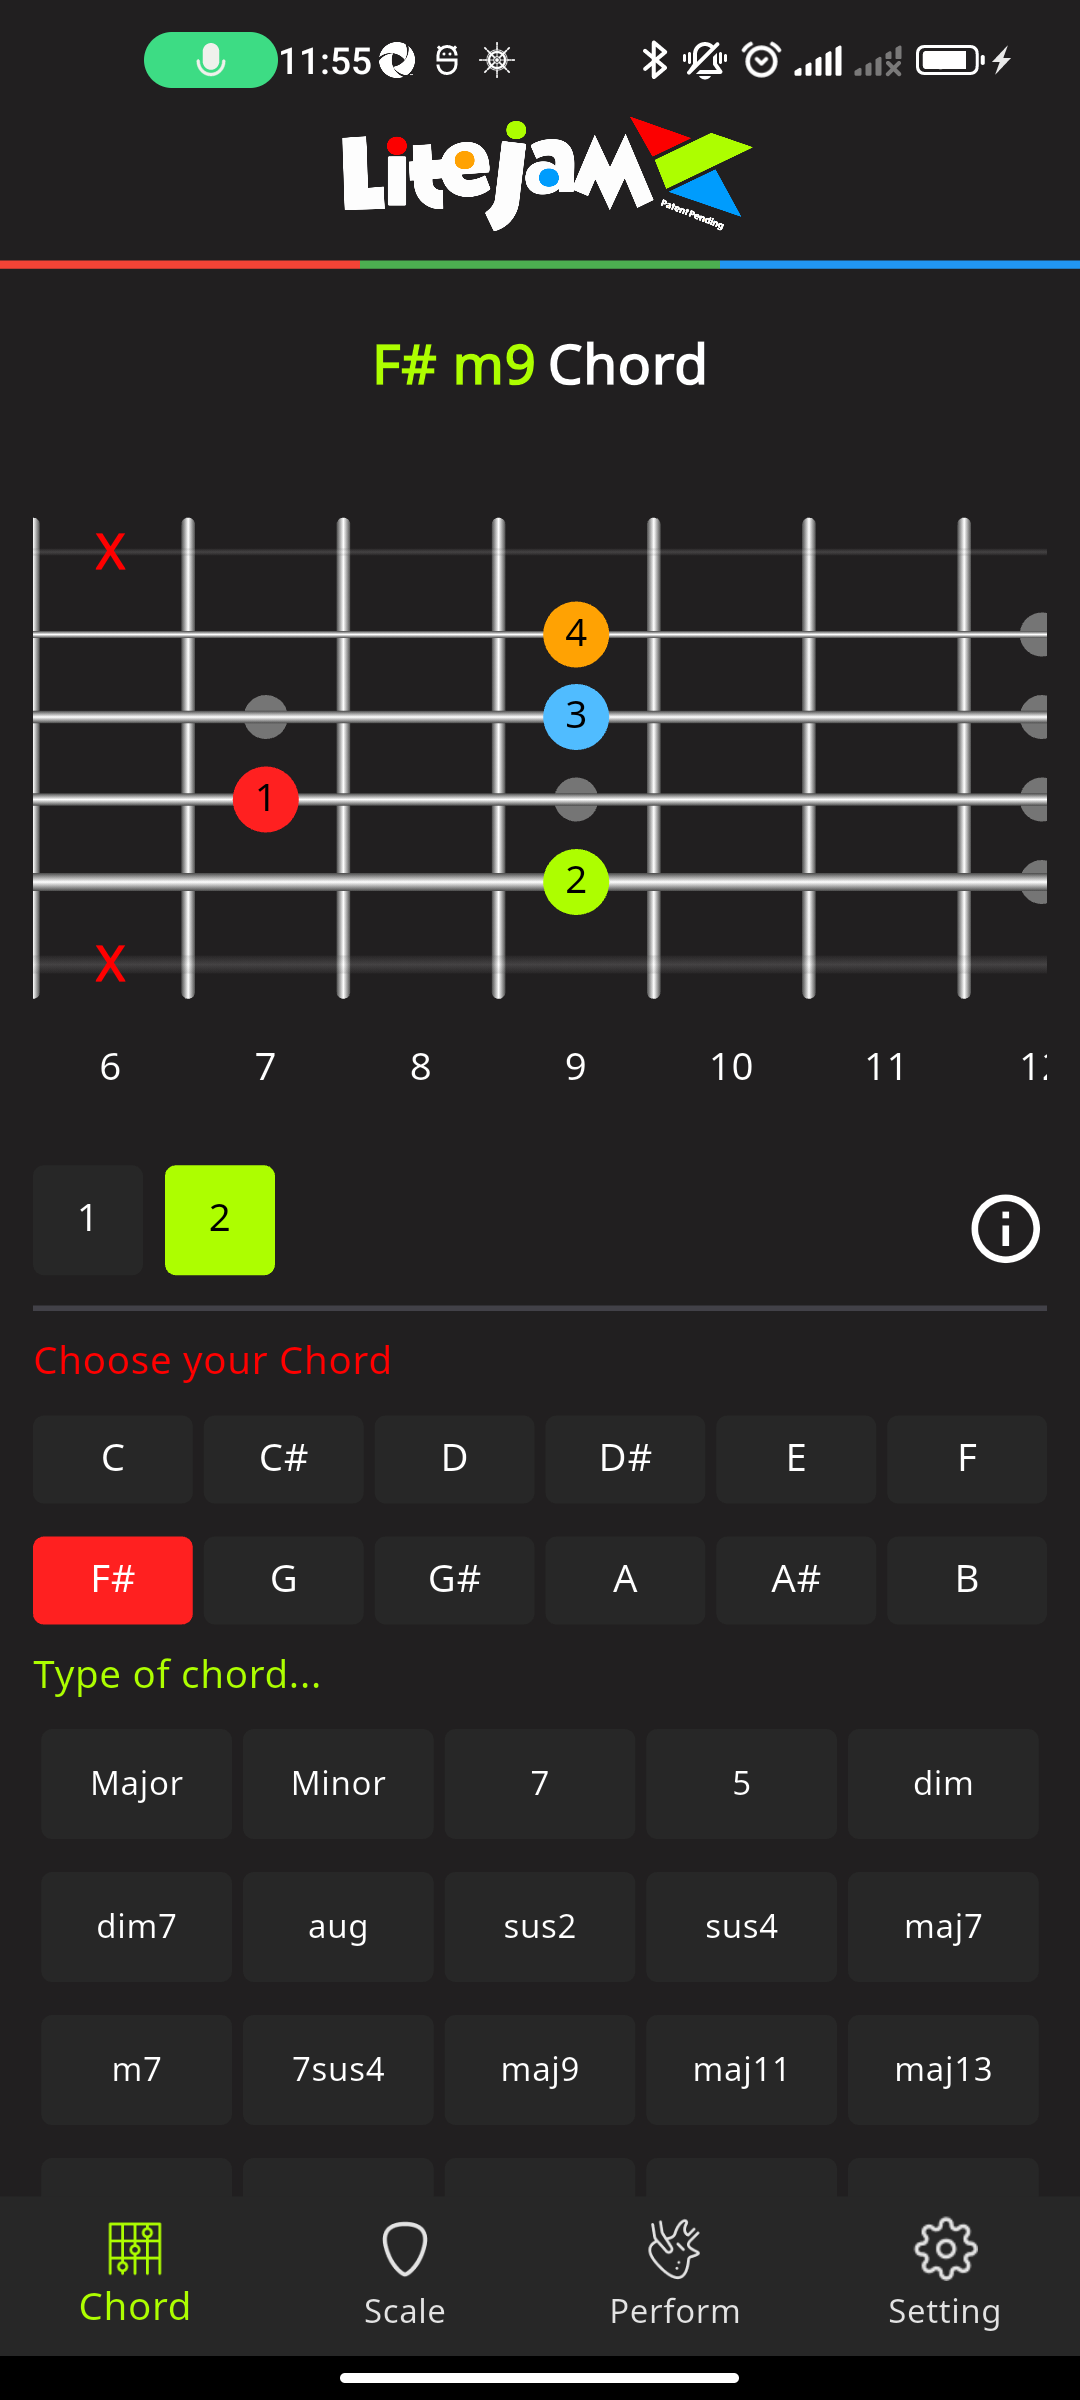 11:55
Litejam
Patent Pending
F# m9 Chord
X
4
3
1
2
X
6 7 8 9 10 11 12
1 2
Choose your Chord
C C# D D# E F
F# G G# A A# B
Type of chord...
Major Minor 7 5 dim
dim7 aug sus2 sus4 maj7
m7 7sus4 maj9 maj11 maj13
Chord Scale Perform Setting